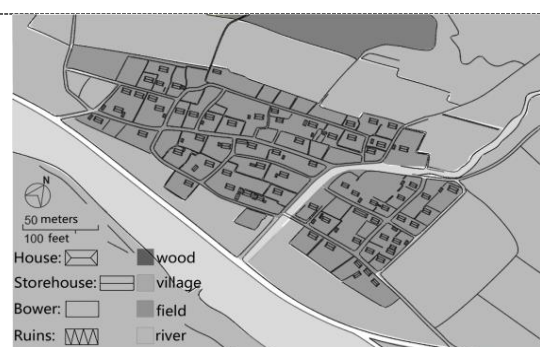 N
50 meters
100 feet
House:
wood
Storehouse:
village
Bower:
field
Ruins:
river